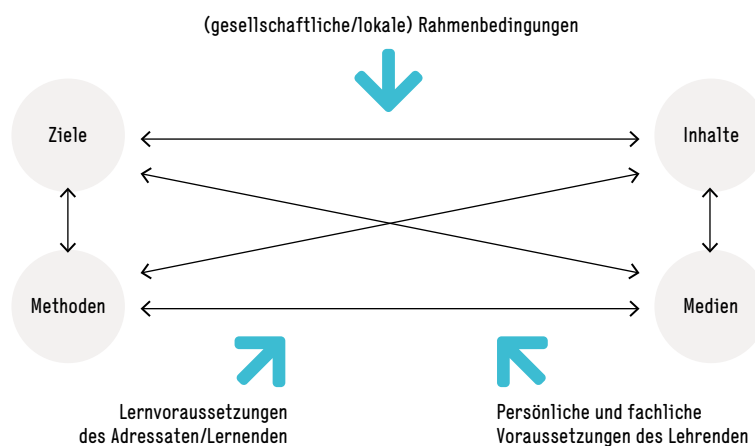 (gesellschaftliche/lokale) Rahmenbedingungen
Ziele
Inhalte
Methoden
Medien
Lernvoraussetzungen
des Adressaten/Lernenden
Persönliche und fachliche
Voraussetzungen des Lehrenden